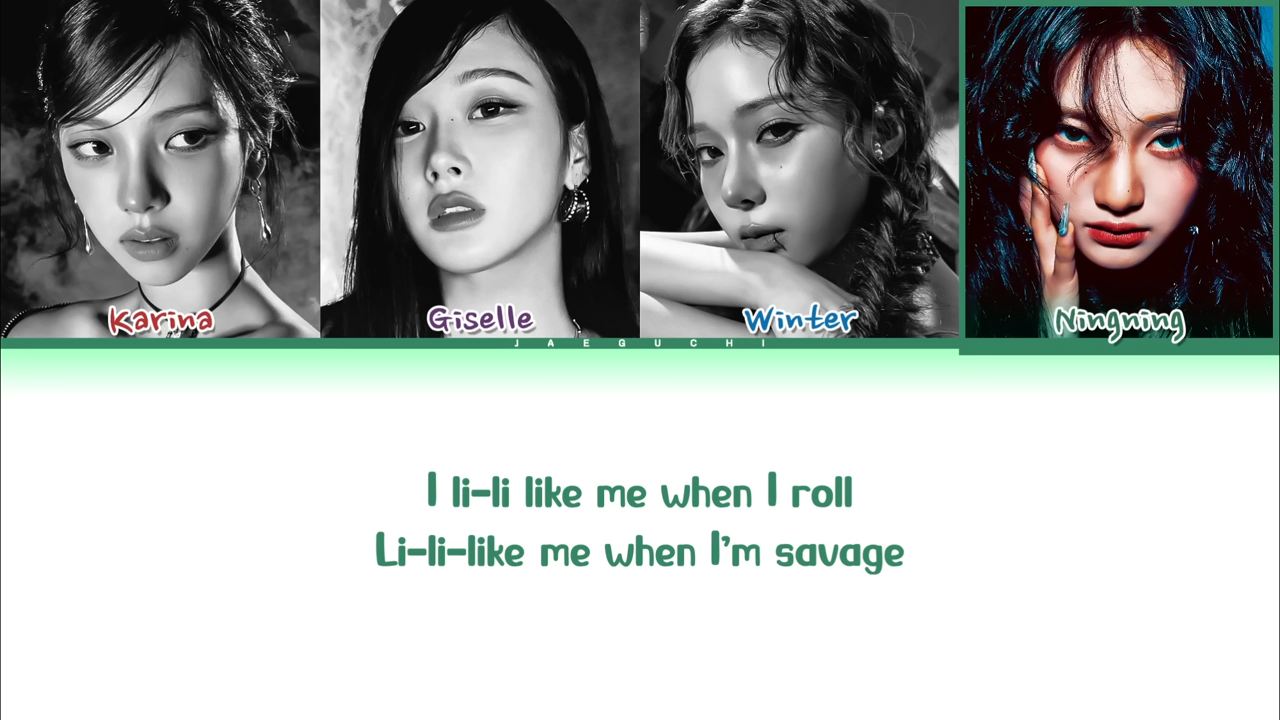 Karina
Giselle
Winter
Ningning
JAEGUCHI
I li-li like me when I roll
Li-li-like me when I'm savage